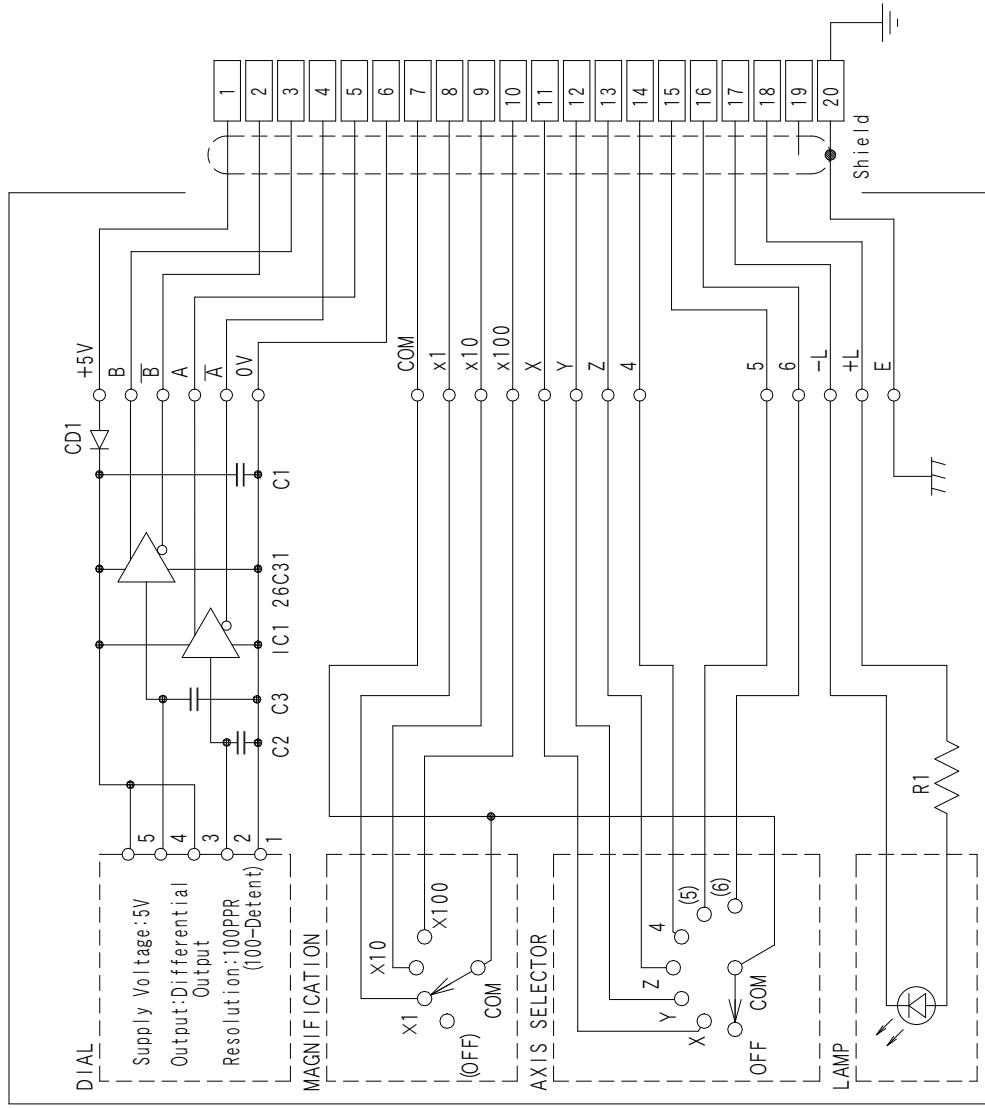 DIAL
Supply Voltage:5V
Output:Differential
Output
Resolution:100PPR
(100-Detent)
5
4
3
2
1
C2
C3
IC1 26C31
C1
CD1
+5V
B
B̅
A
A̅
0V
MAGNIFICATION
(OFF)
X1
X10
X100
COM
AXIS SELECTOR
OFF
X
Y
Z
4
(5)
(6)
COM
LAMP
R1
COM
x1
x10
x100
X
Y
Z
4
5
6
-L
+L
E
1
2
3
4
5
6
7
8
9
10
11
12
13
14
15
16
17
18
19
20
Shield